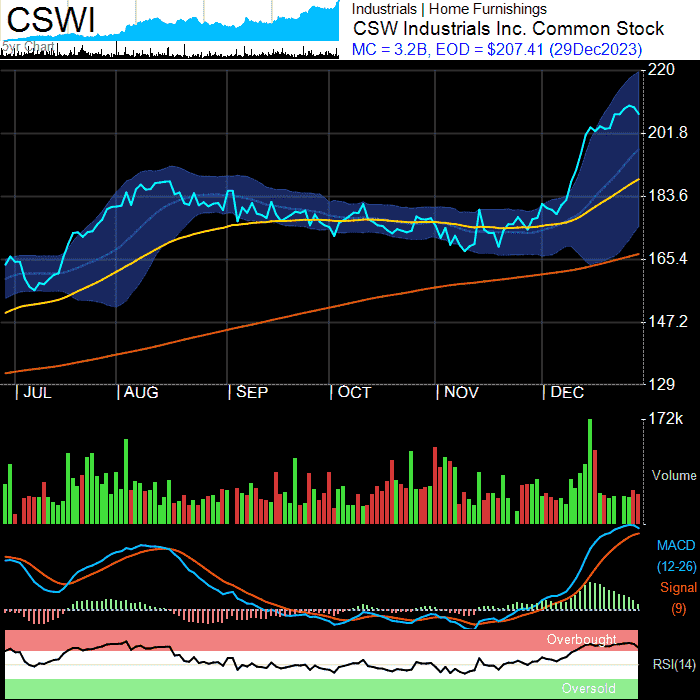 CSWI
5yr Chart
Industrials | Home Furnishings
CSW Industrials Inc. Common Stock
MC = 3.2B, EOD = $207.41 (29Dec2023)
220
201.8
183.6
165.4
147.2
129
JUL AUG SEP OCT NOV DEC
172k
Volume
MACD
(12-26)
Signal
(9)
Overbought
RSI(14)
Oversold